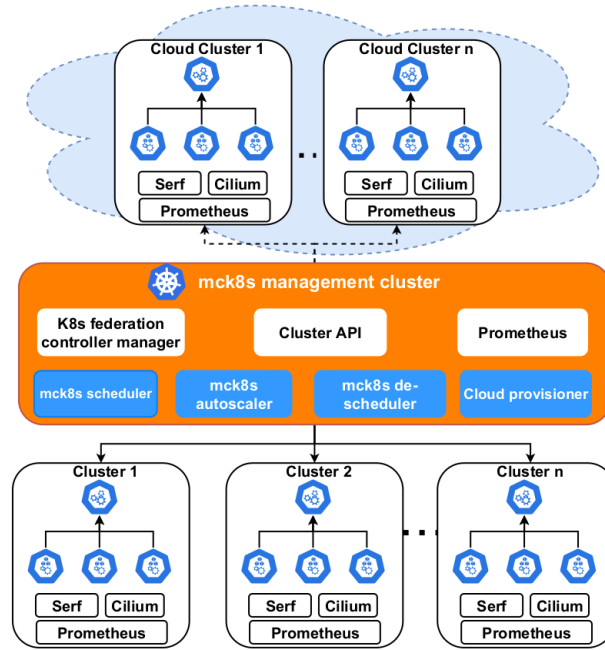 Cloud Cluster 1
Cloud Cluster n
Serf
Cilium
Prometheus
Serf
Cilium
Prometheus
mck8s management cluster
K8s federation
controller manager
Cluster API
Prometheus
mck8s scheduler
mck8s
autoscaler
mck8s de-
scheduler
Cloud provisioner
Cluster 1
Cluster 2
Cluster n
Serf
Cilium
Prometheus
Serf
Cilium
Prometheus
Serf
Cilium
Prometheus